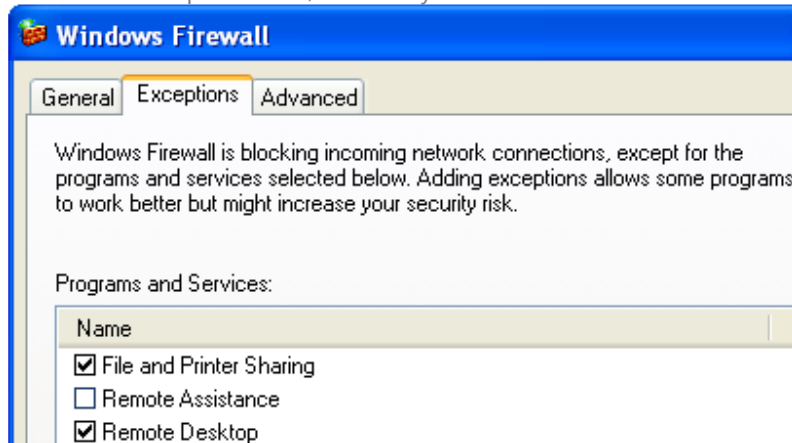 Windows Firewall
General Exceptions Advanced
Windows Firewall is blocking incoming network connections, except for the
programs and services selected below. Adding exceptions allows some programs
to work better but might increase your security risk.
Programs and Services:
Name
File and Printer Sharing
Remote Assistance
Remote Desktop